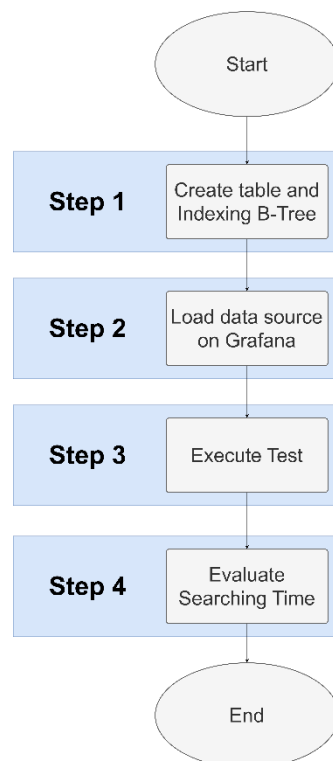 Start
Step 1
Create table and
Indexing B-Tree
Step 2
Load data source
on Grafana
Step 3
Execute Test
Step 4
Evaluate
Searching Time
End